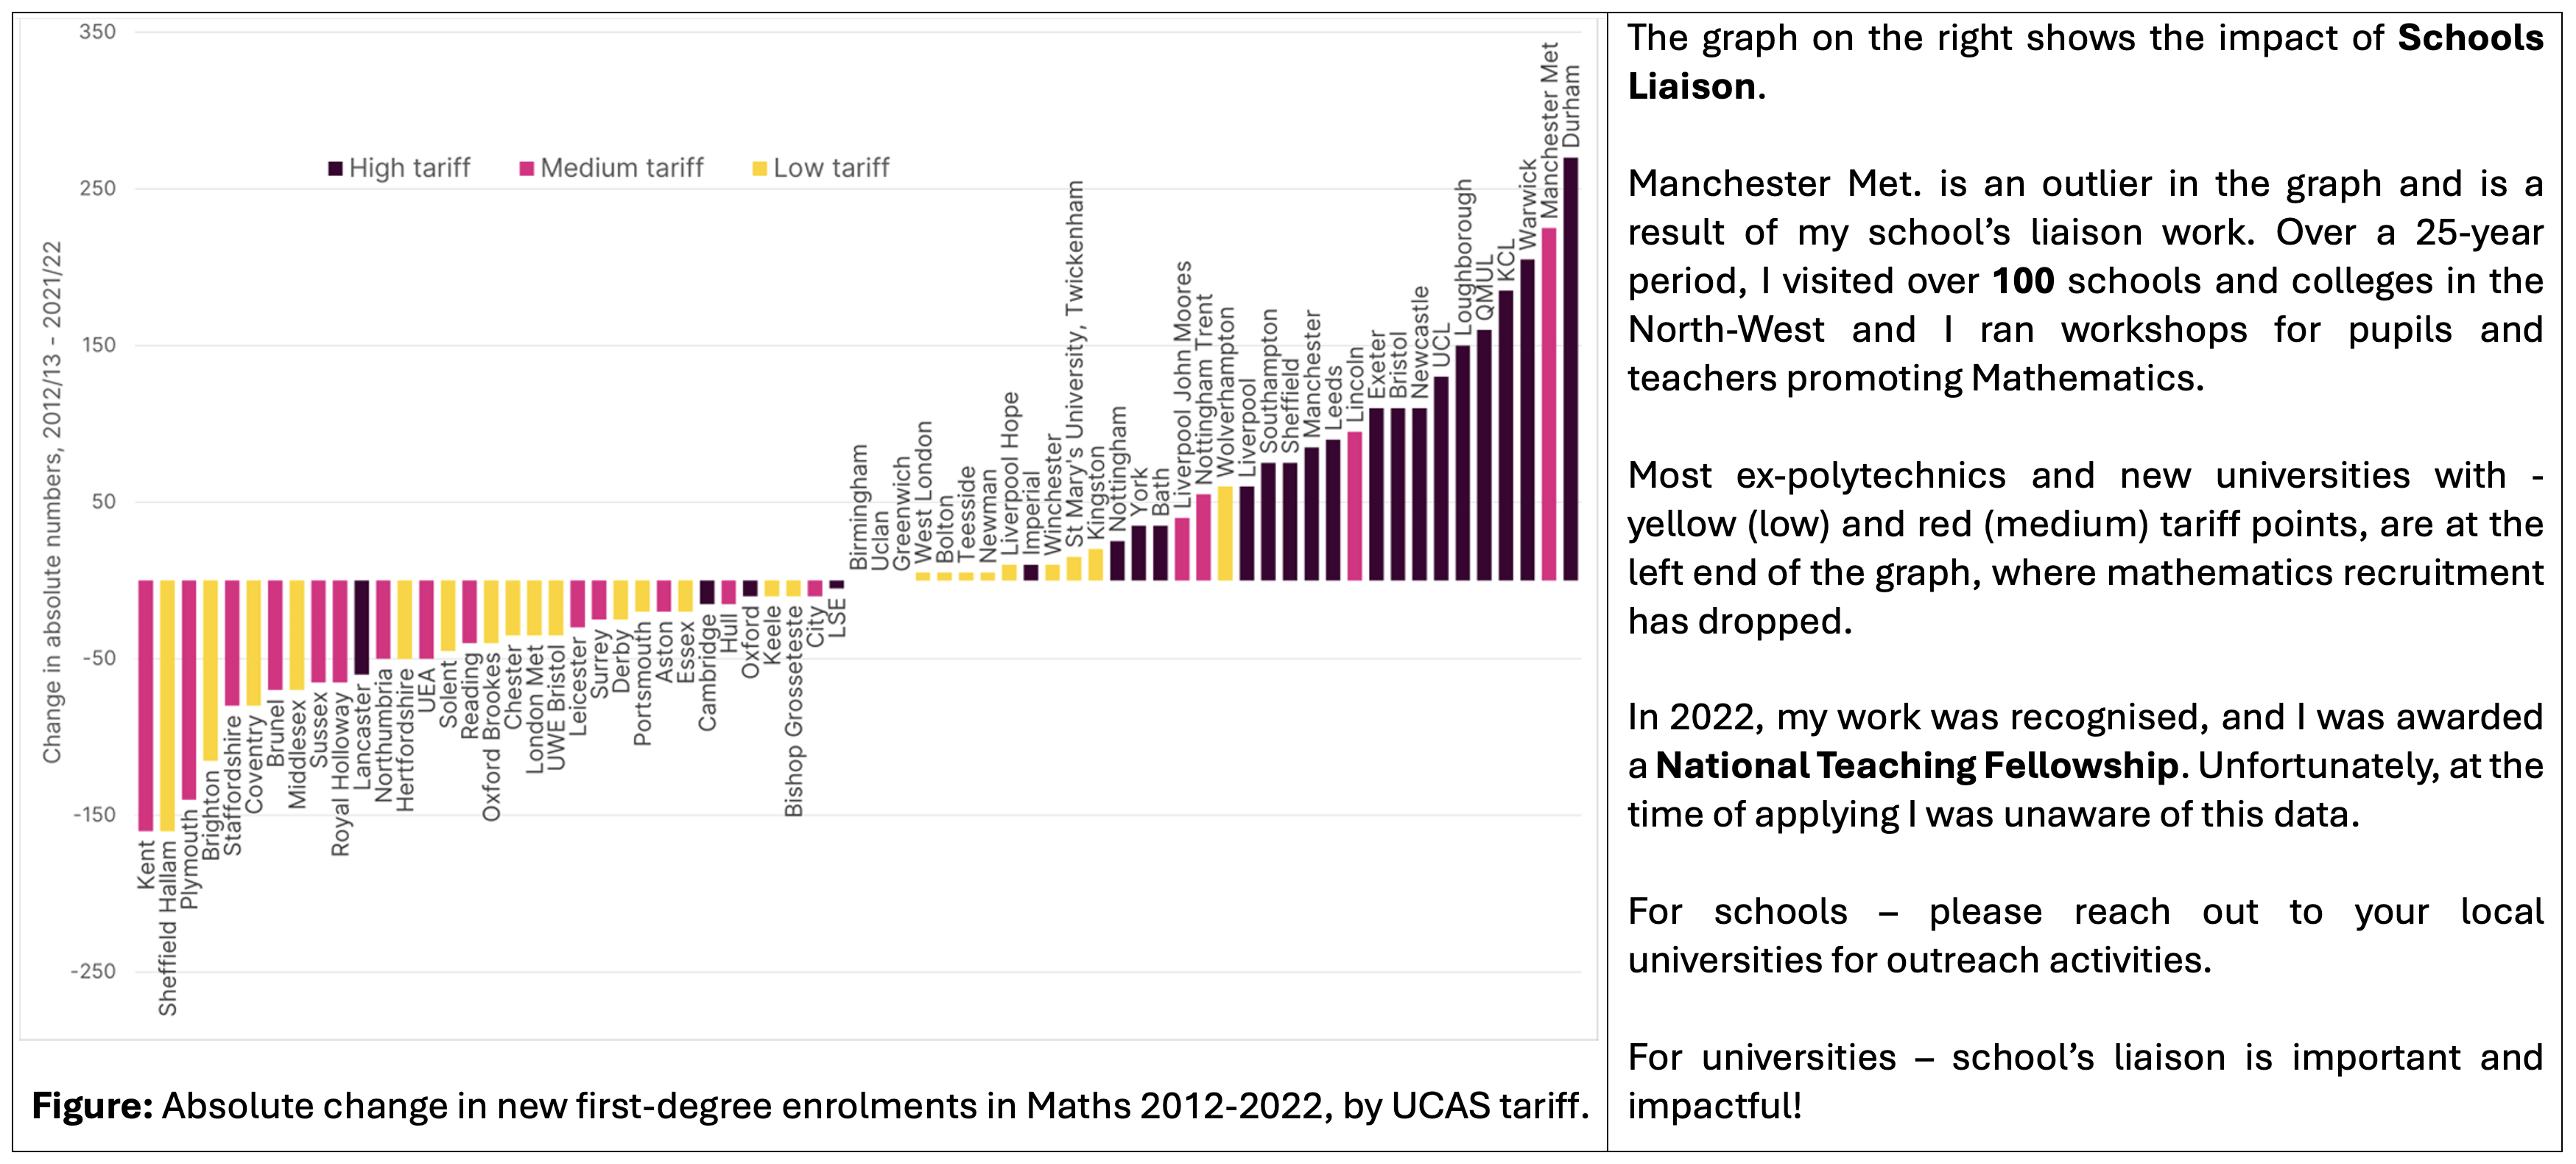 350
250
150
50
-50
-150
-250
Change in absolute numbers, 2012/13 - 2021/22
High tariff
Medium tariff
Low tariff
Kent
Sheffield Hallam
Plymouth
Brighton
Staffordshire
Coventry
Brunel
Middlesex
Sussex
Royal Holloway
Lancaster
Northumbria
Hertfordshire
UEA
Solent
Reading
Oxford Brookes
Chester
London Met
UWE Bristol
Leicester
Surrey
Derby
Portsmouth
Aston
Essex
Cambridge
Hull
Oxford
Keele
Bishop Grosseteste
City
LSE
Birmingham
Uclan
Greenwich
West London
Bolton
Teesside
Newman
Liverpool Hope
Imperial
Winchester
St Mary's University, Twickenham
Kingston
Nottingham
York
Bath
Liverpool John Moores
Nottingham Trent
Wolverhampton
Liverpool
Southampton
Sheffield
Manchester
Leeds
Lincoln
Exeter
Bristol
Newcastle
UCL
Loughborough
QMUL
KCL
Warwick
Manchester Met
Durham
Figure: Absolute change in new first-degree enrolments in Maths 2012-2022, by UCAS tariff.
The graph on the right shows the impact of Schools
Liaison.
Manchester Met. is an outlier in the graph and is a
result of my school’s liaison work. Over a 25-year
period, I visited over 100 schools and colleges in the
North-West and I ran workshops for pupils and
teachers promoting Mathematics.
Most ex-polytechnics and new universities with -
yellow (low) and red (medium) tariff points, are at the
left end of the graph, where mathematics recruitment
has dropped.
In 2022, my work was recognised, and I was awarded
a National Teaching Fellowship. Unfortunately, at the
time of applying I was unaware of this data.
For schools – please reach out to your local
universities for outreach activities.
For universities – school’s liaison is important and
impactful!